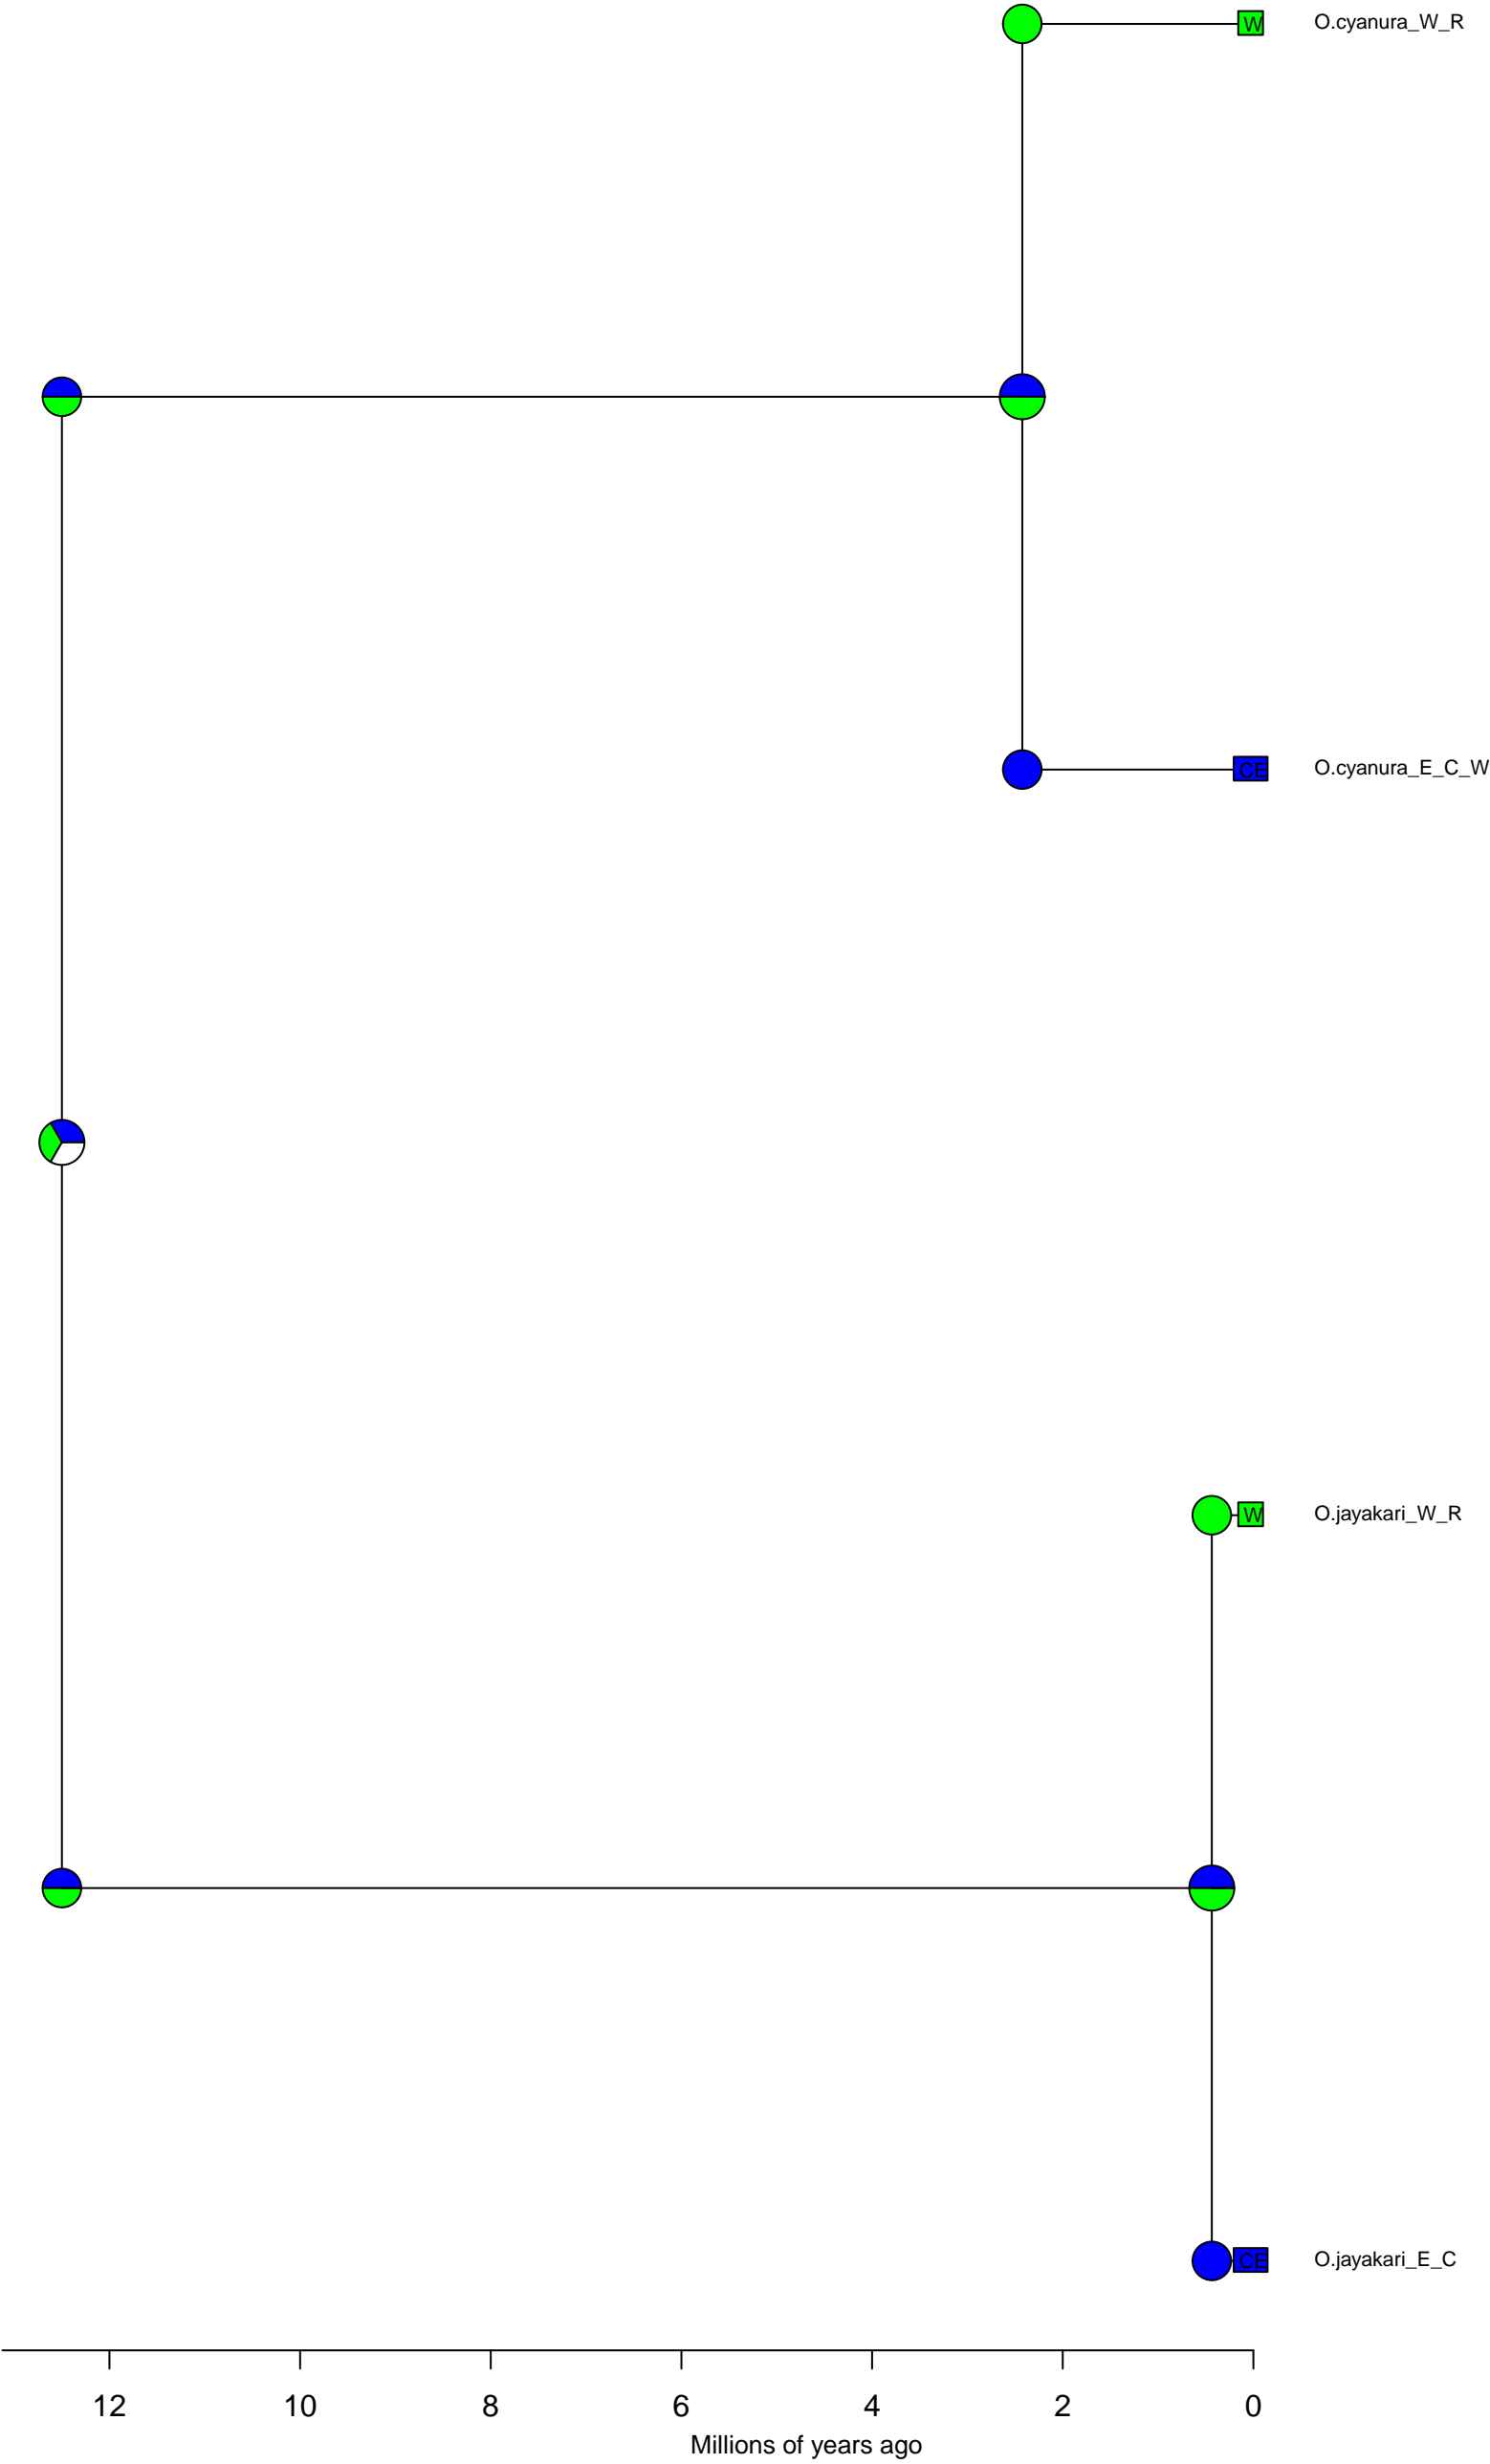 W O.cyanura_W_R
CE O.cyanura_E_C_W
W O.jayakari_W_R
CE O.jayakari_E_C
12 10 8 6 4 2 0
Millions of years ago